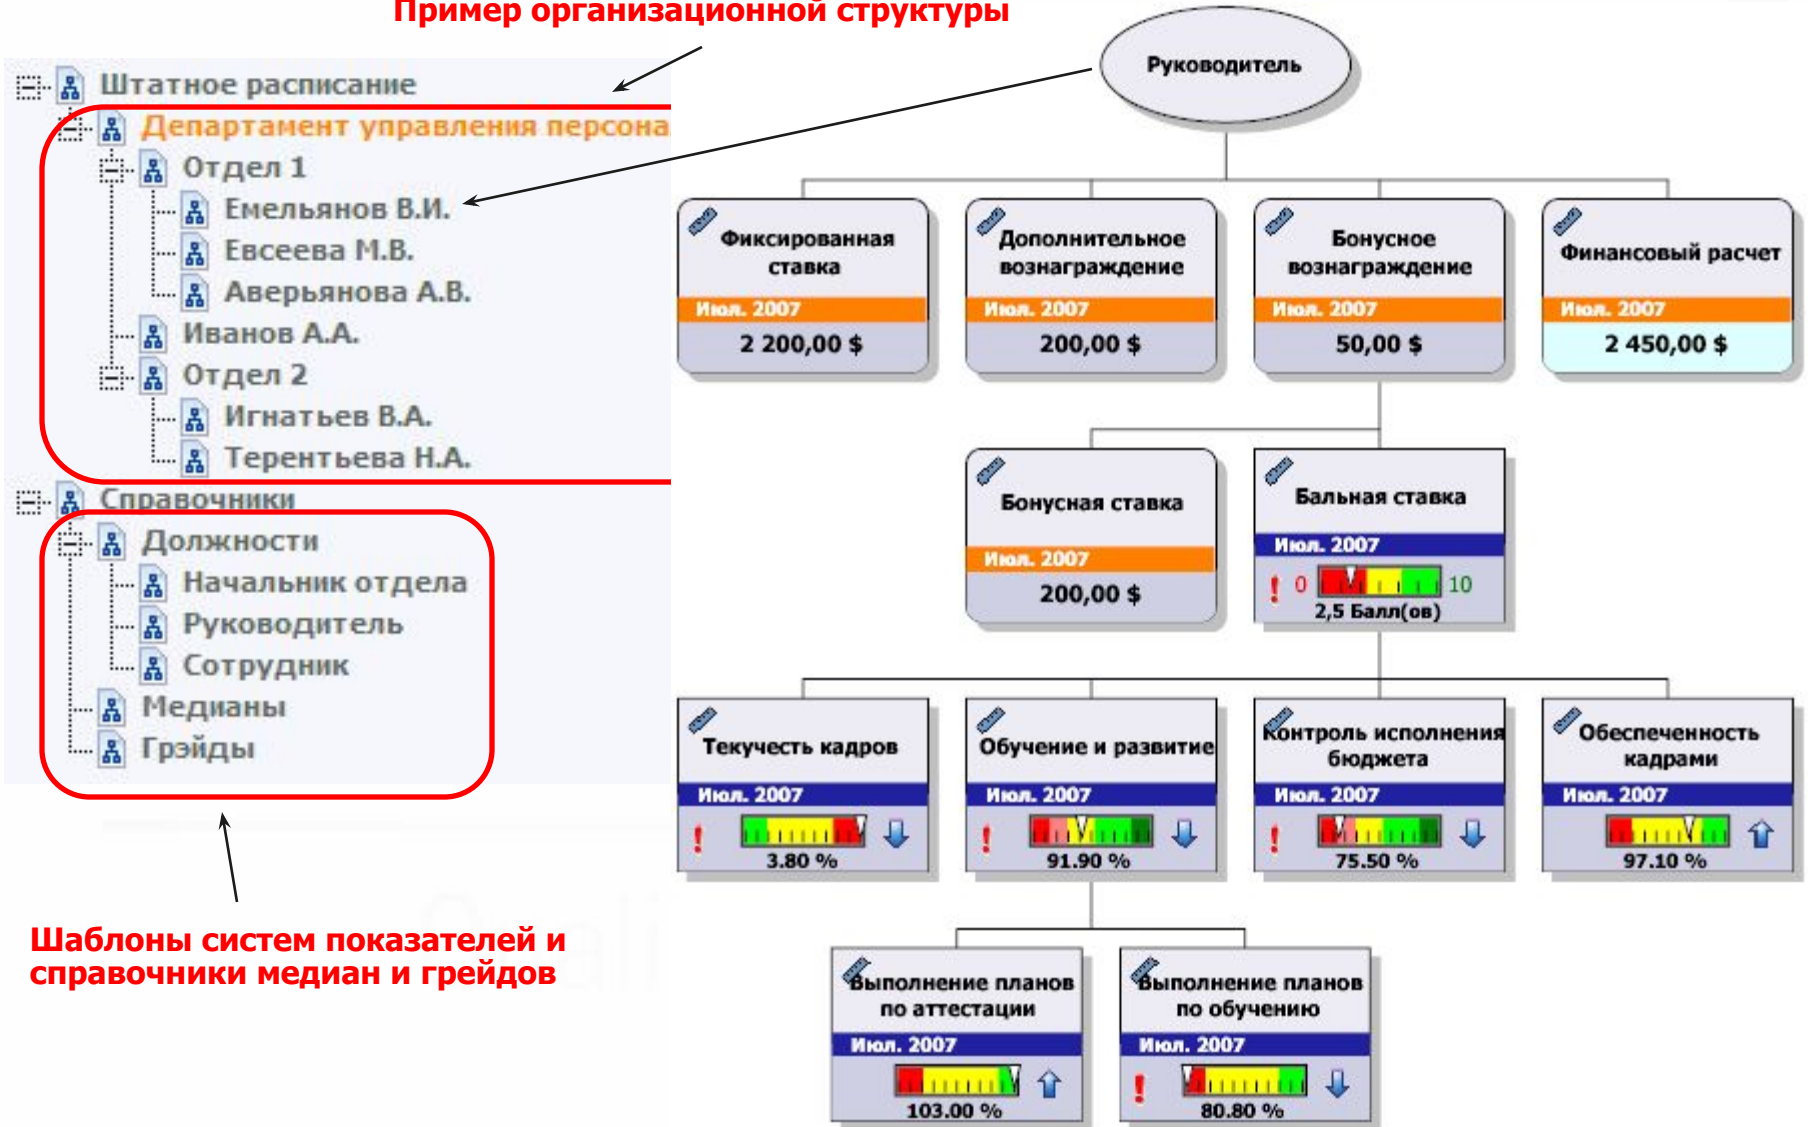 Пример организационной структуры
Штатное расписание
Департамент управления персона
Отдел 1
Емельянов В.И.
Евсеева М.В.
Аверьянова А.В.
Иванов А.А.
Отдел 2
Игнатьев В.А.
Терентьева Н.А.
Справочники
Должности
Начальник отдела
Руководитель
Сотрудник
Медианы
Грэйды
Шаблоны систем показателей и
справочники медиан и грейдов
Руководитель
Фиксированная
ставка
Июл. 2007
2 200,00 $
Дополнительное
вознаграждение
Июл. 2007
200,00 $
Бонусное
вознаграждение
Июл. 2007
50,00 $
Финансовый расчет
Июл. 2007
2 450,00 $
Бонусная ставка
Июл. 2007
200,00 $
Бальная ставка
Июл. 2007
! 0 10
2,5 Балл(ов)
Текучесть кадров
Июл. 2007
!
3.80 %
Обучение и развитие
Июл. 2007
!
91.90 %
Контроль исполнения
бюджета
Июл. 2007
!
75.50 %
Обеспеченность
кадрами
Июл. 2007
97.10 %
Выполнение планов
по аттестации
Июл. 2007
103.00 %
Выполнение планов
по обучению
Июл. 2007
!
80.80 %